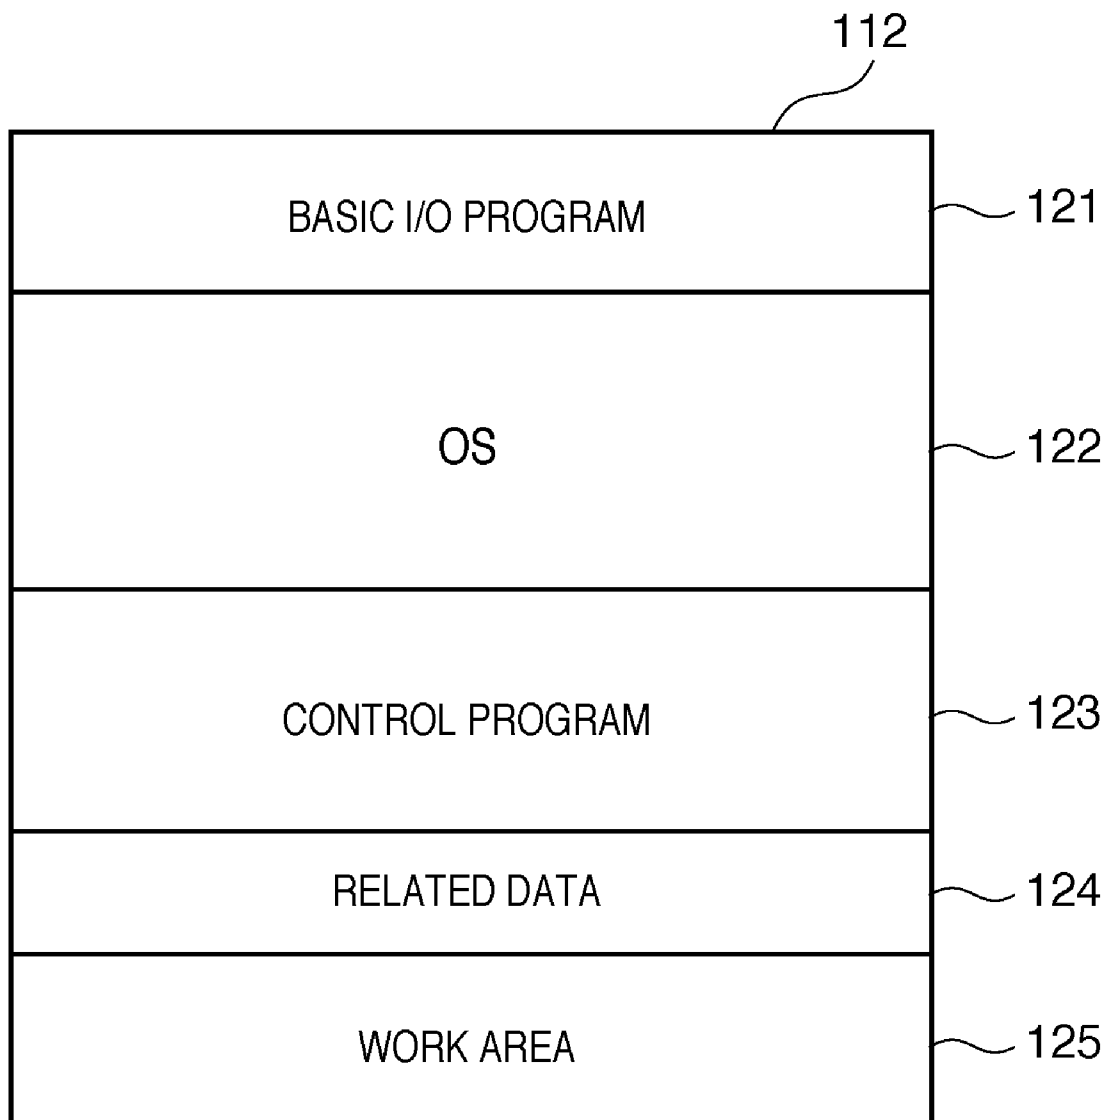 112
BASIC I/O PROGRAM
121
OS
122
CONTROL PROGRAM
123
RELATED DATA
124
WORK AREA
125